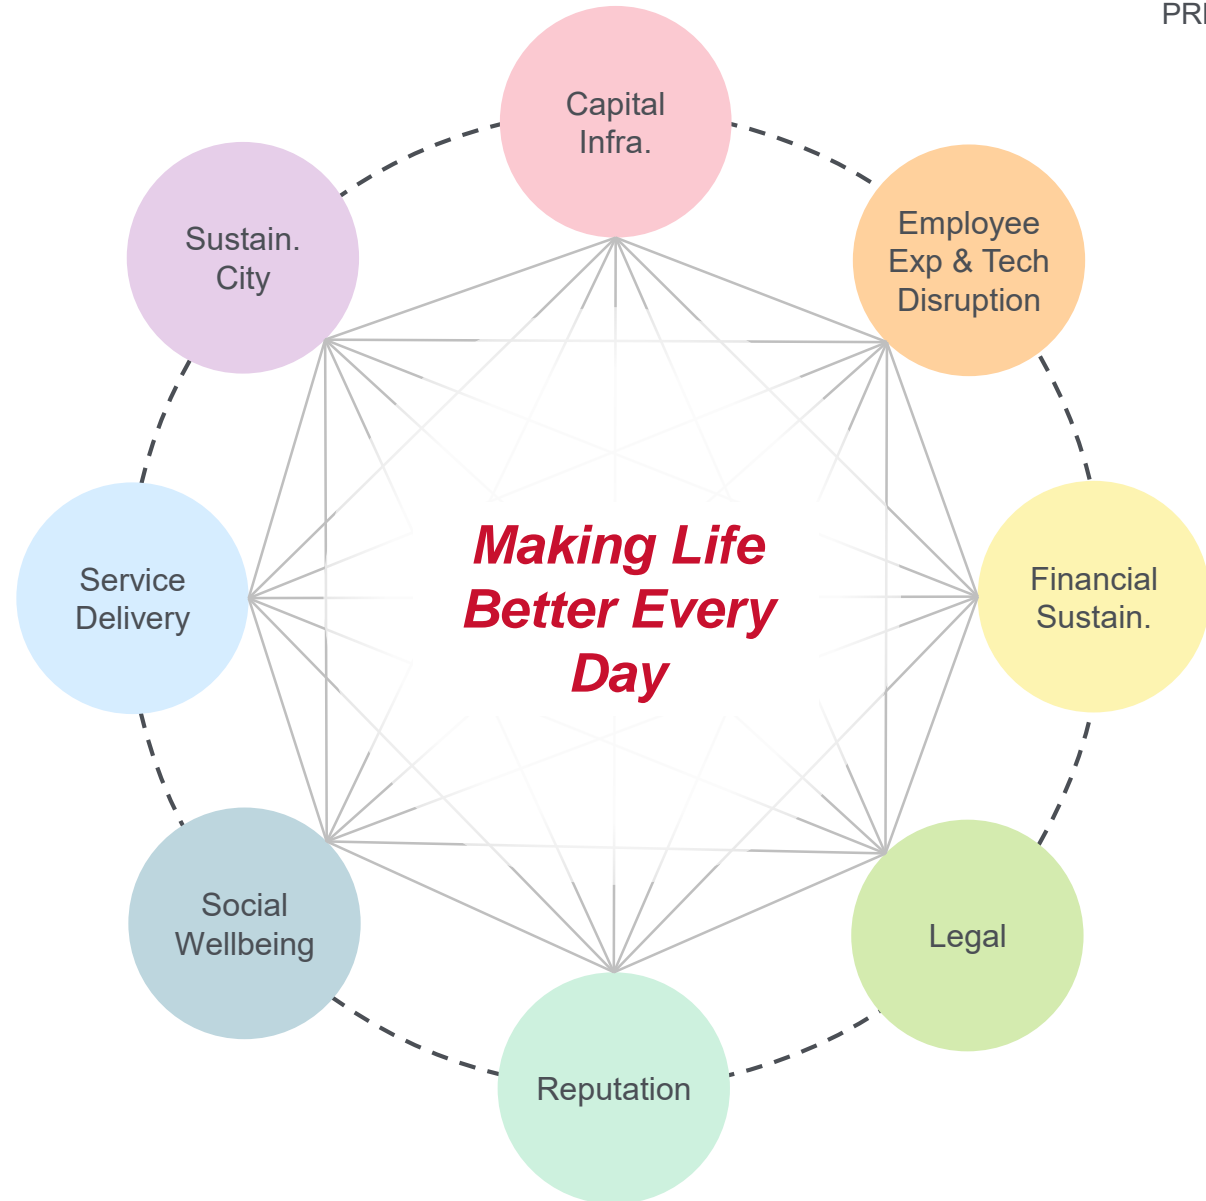 Capital
Infra.
Employee
Exp & Tech
Disruption
Sustain.
City
Making Life
Better Every
Day
Service
Delivery
Financial
Sustain.
Social
Wellbeing
Legal
Reputation